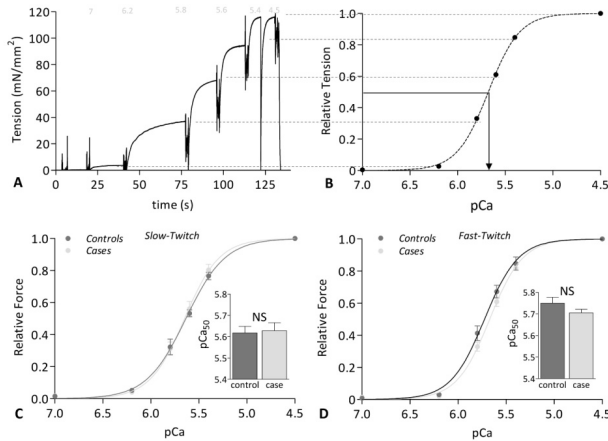 7 6.2 5.8 5.6 5.4 4.5
Tension (mN/mm²)
120
100
80
60
40
20
0
0 25 50 75 100 125
time (s)
A
Relative Tension
1.0
0.8
0.6
0.4
0.2
0
7.0 6.5 6.0 5.5 5.0 4.5
pCa
B
Relative Force
1.0
0.8
0.6
0.4
0.2
0.0
Controls
Cases
Slow-Twitch
NS
pCa50
5.8
5.7
5.6
5.5
5.4
control case
7.0 6.5 6.0 5.5 5.0 4.5
pCa
C
Relative Force
1.0
0.8
0.6
0.4
0.2
0.0
Controls
Cases
Fast-Twitch
NS
pCa50
5.8
5.7
5.6
5.5
5.4
control case
7.0 6.5 6.0 5.5 5.0 4.5
pCa
D